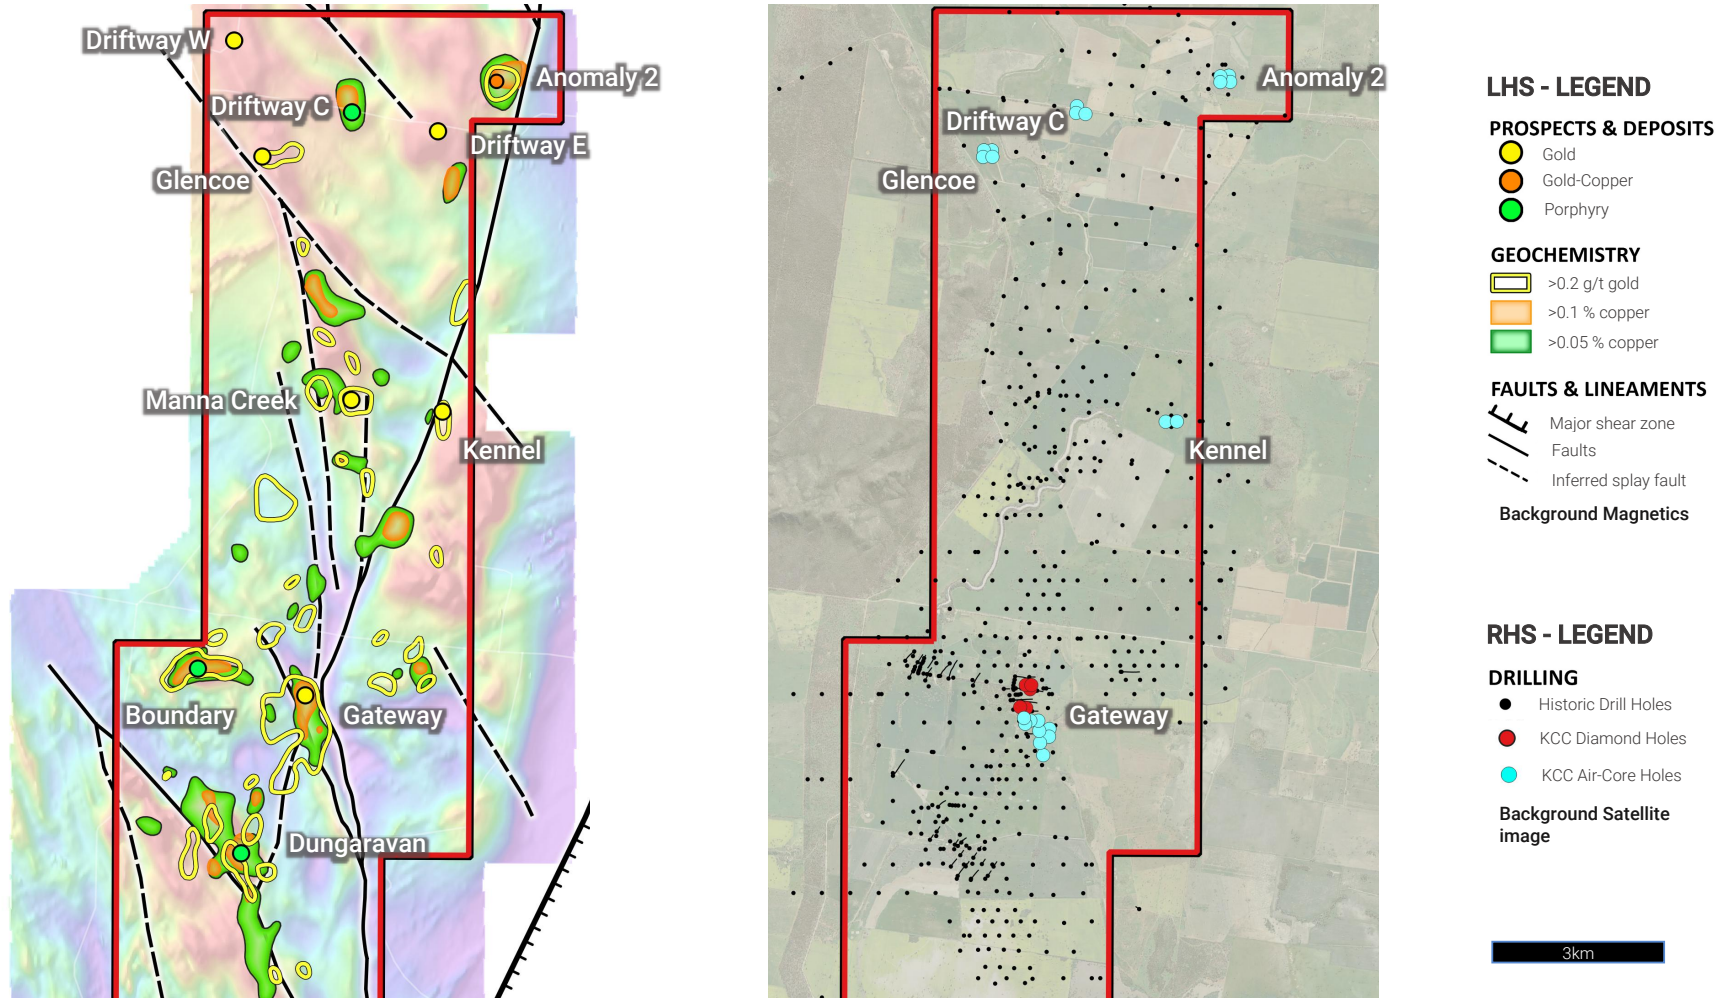 Driftway W
Anomaly 2
Driftway C
Driftway E
Glencoe
Manna Creek
Kennel
Boundary
Gateway
Dungaravan
Anomaly 2
Driftway C
Glencoe
Kennel
Gateway
LHS - LEGEND
PROSPECTS & DEPOSITS
Gold
Gold-Copper
Porphyry
GEOCHEMISTRY
>0.2 g/t gold
>0.1 % copper
>0.05 % copper
FAULTS & LINEAMENTS
Major shear zone
Faults
Inferred splay fault
Background Magnetics
RHS - LEGEND
DRILLING
Historic Drill Holes
KCC Diamond Holes
KCC Air-Core Holes
Background Satellite
image
3km